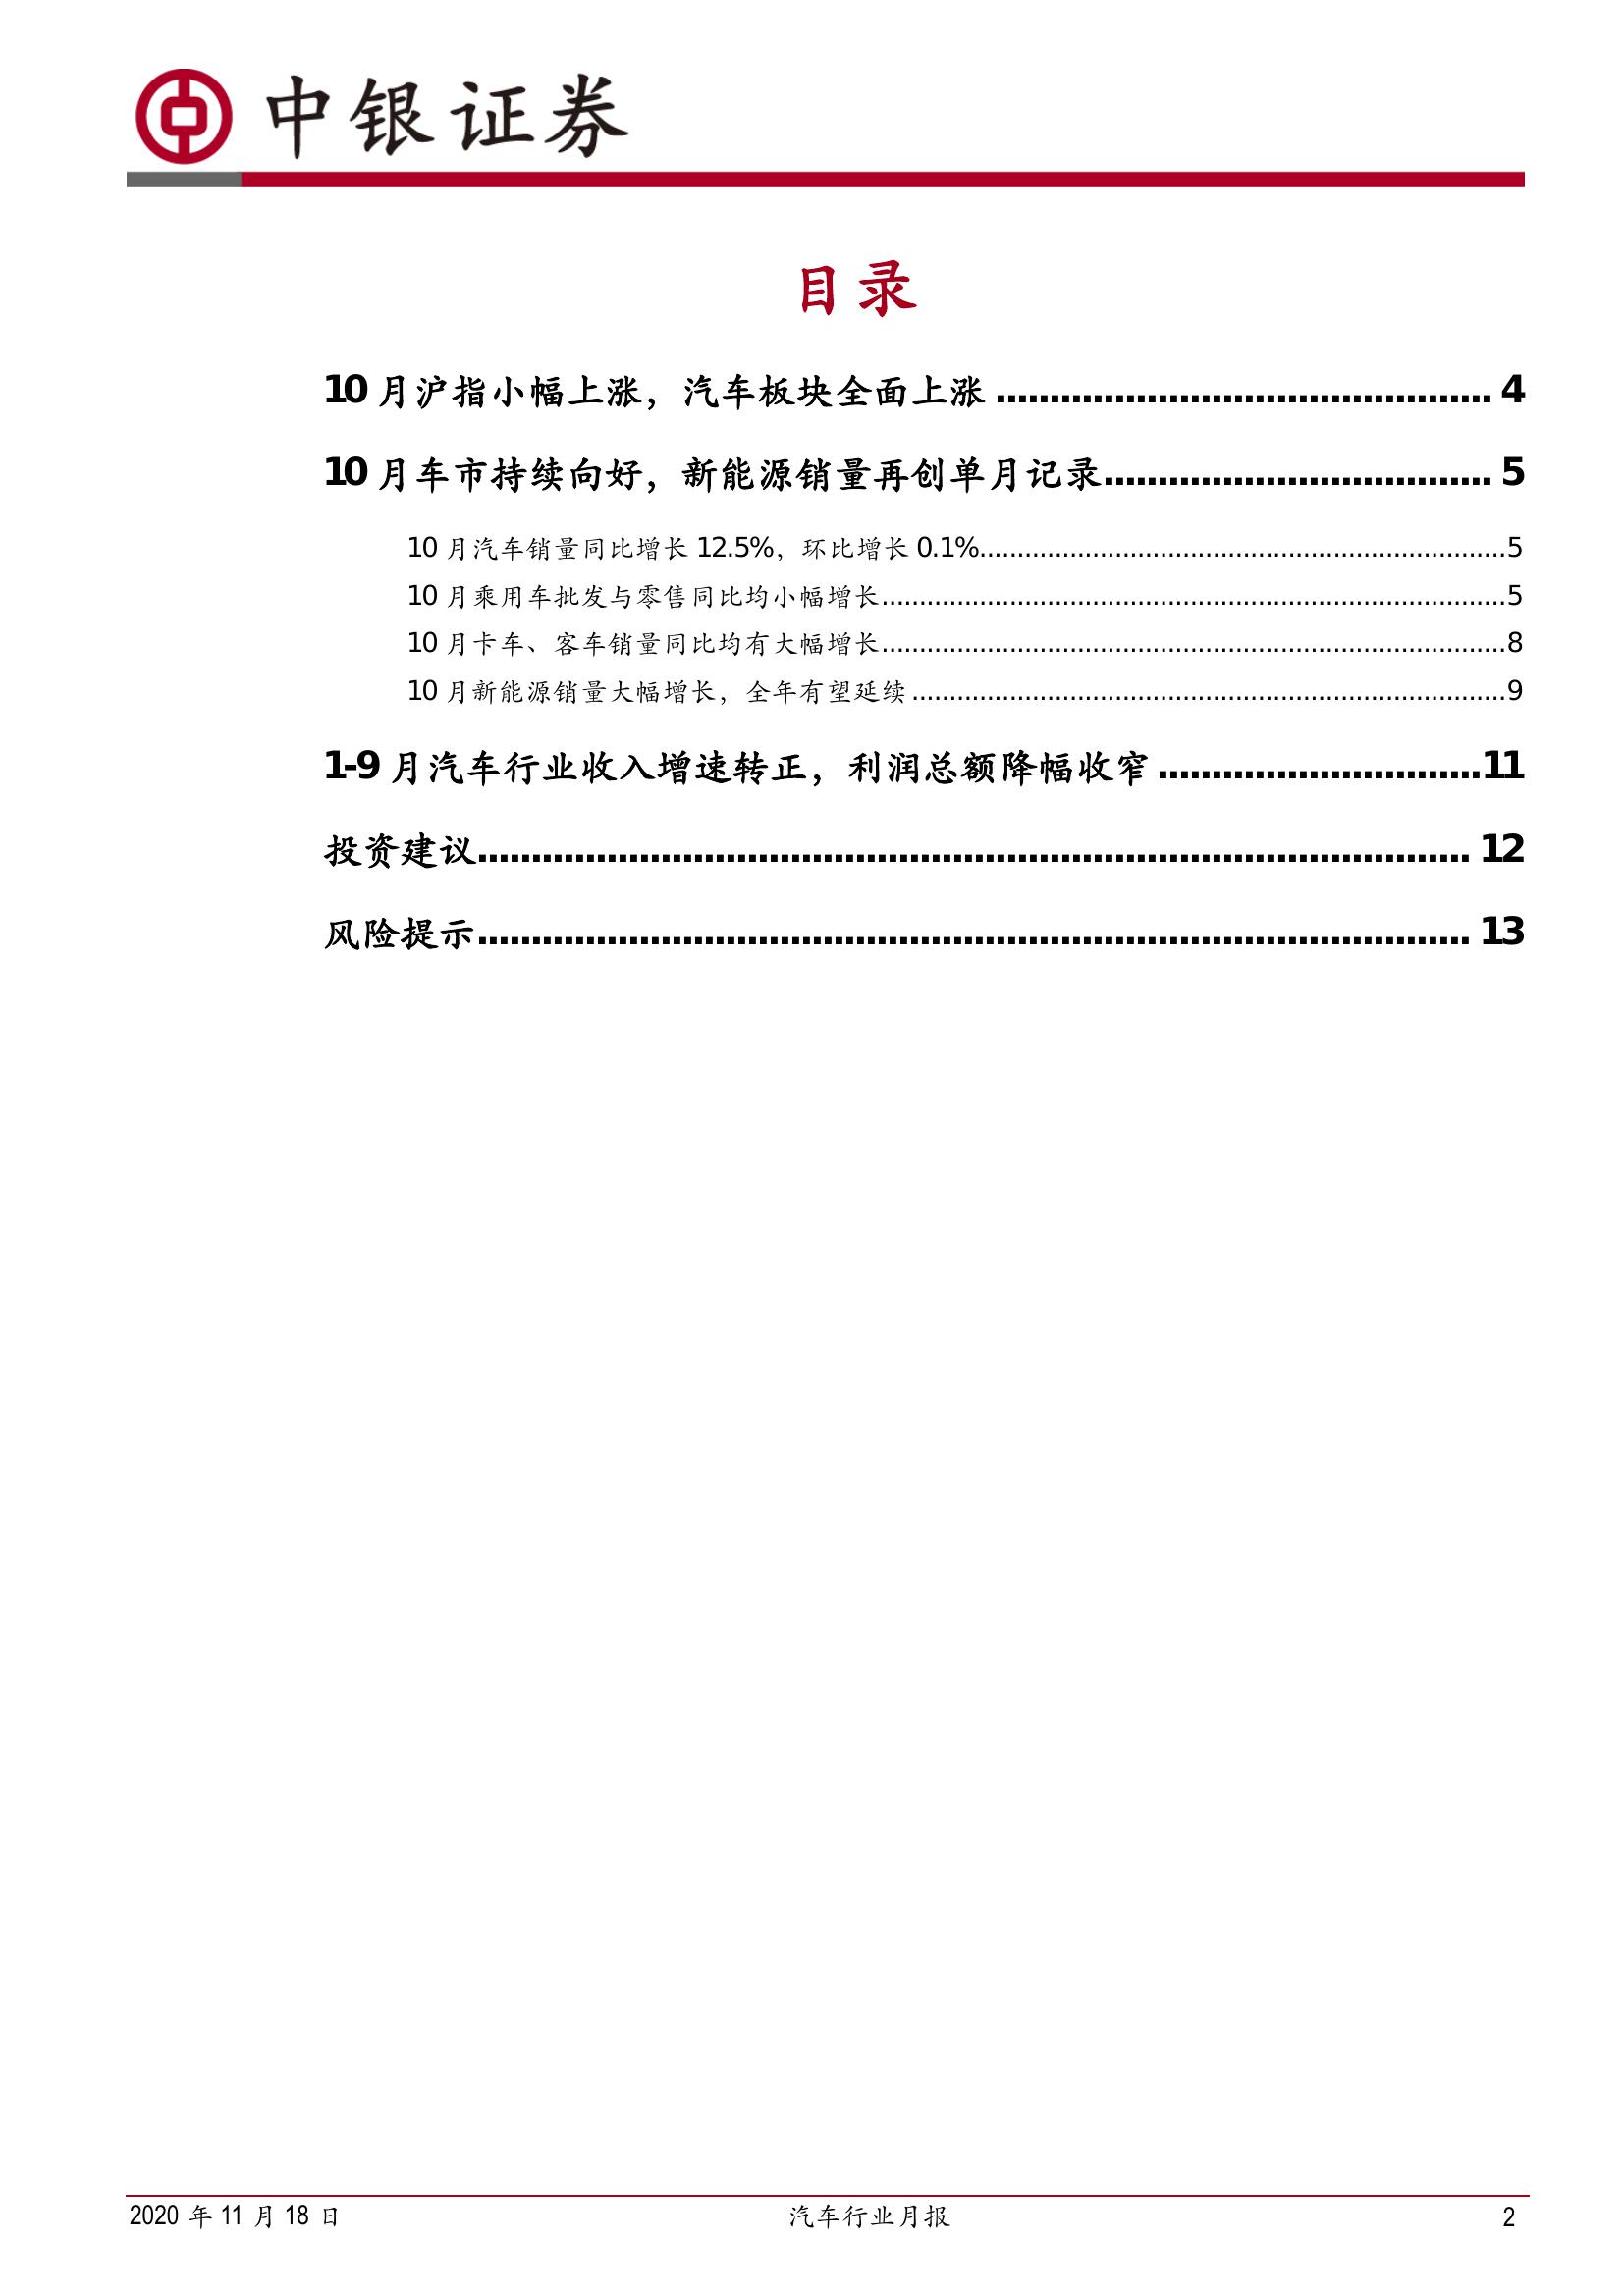 中银证券
目录
10 月沪指小幅上涨，汽车板块全面上涨 .............................................. 4
10 月车市持续向好，新能源销量再创单月记录.................................... 5
10 月汽车销量同比增长 12.5%，环比增长 0.1%......................................................................5
10 月乘用车批发与零售同比均小幅增长...................................................................................5
10 月卡车、客车销量同比均有大幅增长...................................................................................8
10 月新能源销量大幅增长，全年有望延续 ...............................................................................9
1-9 月汽车行业收入增速转正，利润总额降幅收窄 ..............................11
投资建议............................................................................................ 12
风险提示............................................................................................ 13
2020 年 11 月 18 日
汽车行业月报
2